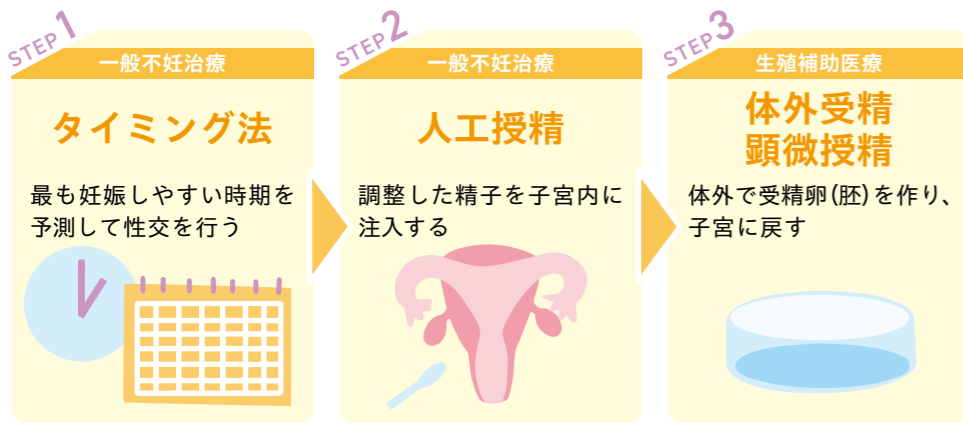 STEP 1
一般不妊治療
タイミング法
最も妊娠しやすい時期を
予測して性交を行う
STEP 2
一般不妊治療
人工授精
調整した精子を子宮内に
注入する
STEP 3
生殖補助医療
体外受精
顕微授精
体外で受精卵(胚)を作り、
子宮に戻す